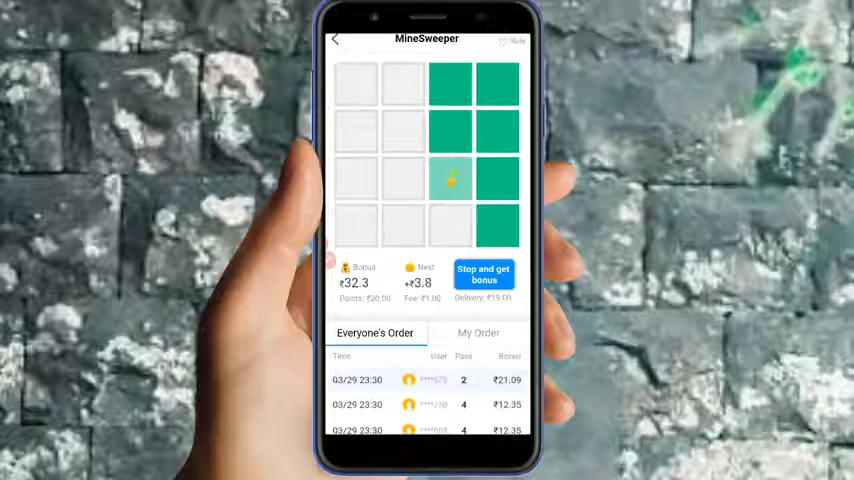 MineSweeper
Rule
Bonus
Next
Stop and get
bonus
₹32.3
+₹3.8
Points: ₹20.00
Fee: ₹1.00
Delivery: ₹19.00
Everyone's Order
My Order
Time
User
Pass
Bonus
03/29 23:30
2
₹21.09
03/29 23:30
4
₹12.35
03/29 23:30
4
₹12.35